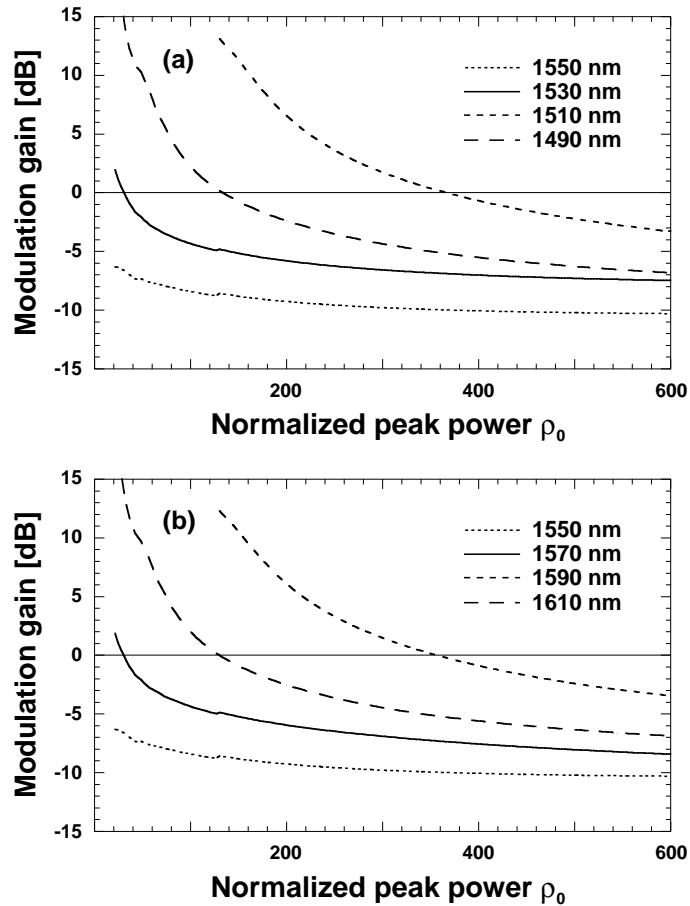 15
10
5
0
-5
-10
-15
Modulation gain [dB]
(a)
1550 nm
1530 nm
1510 nm
1490 nm
200
400
600
Normalized peak power ρ₀
15
10
5
0
-5
-10
-15
Modulation gain [dB]
(b)
1550 nm
1570 nm
1590 nm
1610 nm
200
400
600
Normalized peak power ρ₀